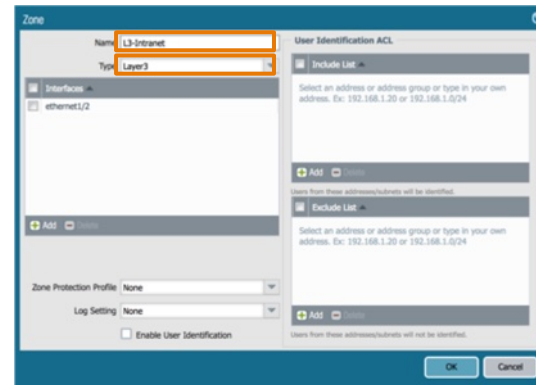 Zone
Name L3-Intranet
Type Layer3
Interfaces
ethernet1/2
Add Delete
Zone Protection Profile None
Log Setting None
Enable User Identification
User Identification ACL
Include List
Select an address or address group or type in your own
address. Ex: 192.168.1.20 or 192.168.1.0/24
Add Delete
Users from these addresses/subnets will be identified.
Exclude List
Select an address or address group or type in your own
address. Ex: 192.168.1.20 or 192.168.1.0/24
Add Delete
Users from these addresses/subnets will not be identified.
OK Cancel